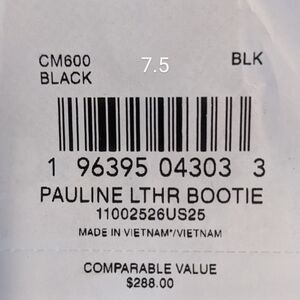 CM600 7.5 BLK
BLACK
1 96395 04303 3
PAULINE LTHR BOOTIE
11002526US25
MADE IN VIETNAM*/VIETNAM
COMPARABLE VALUE
$288.00